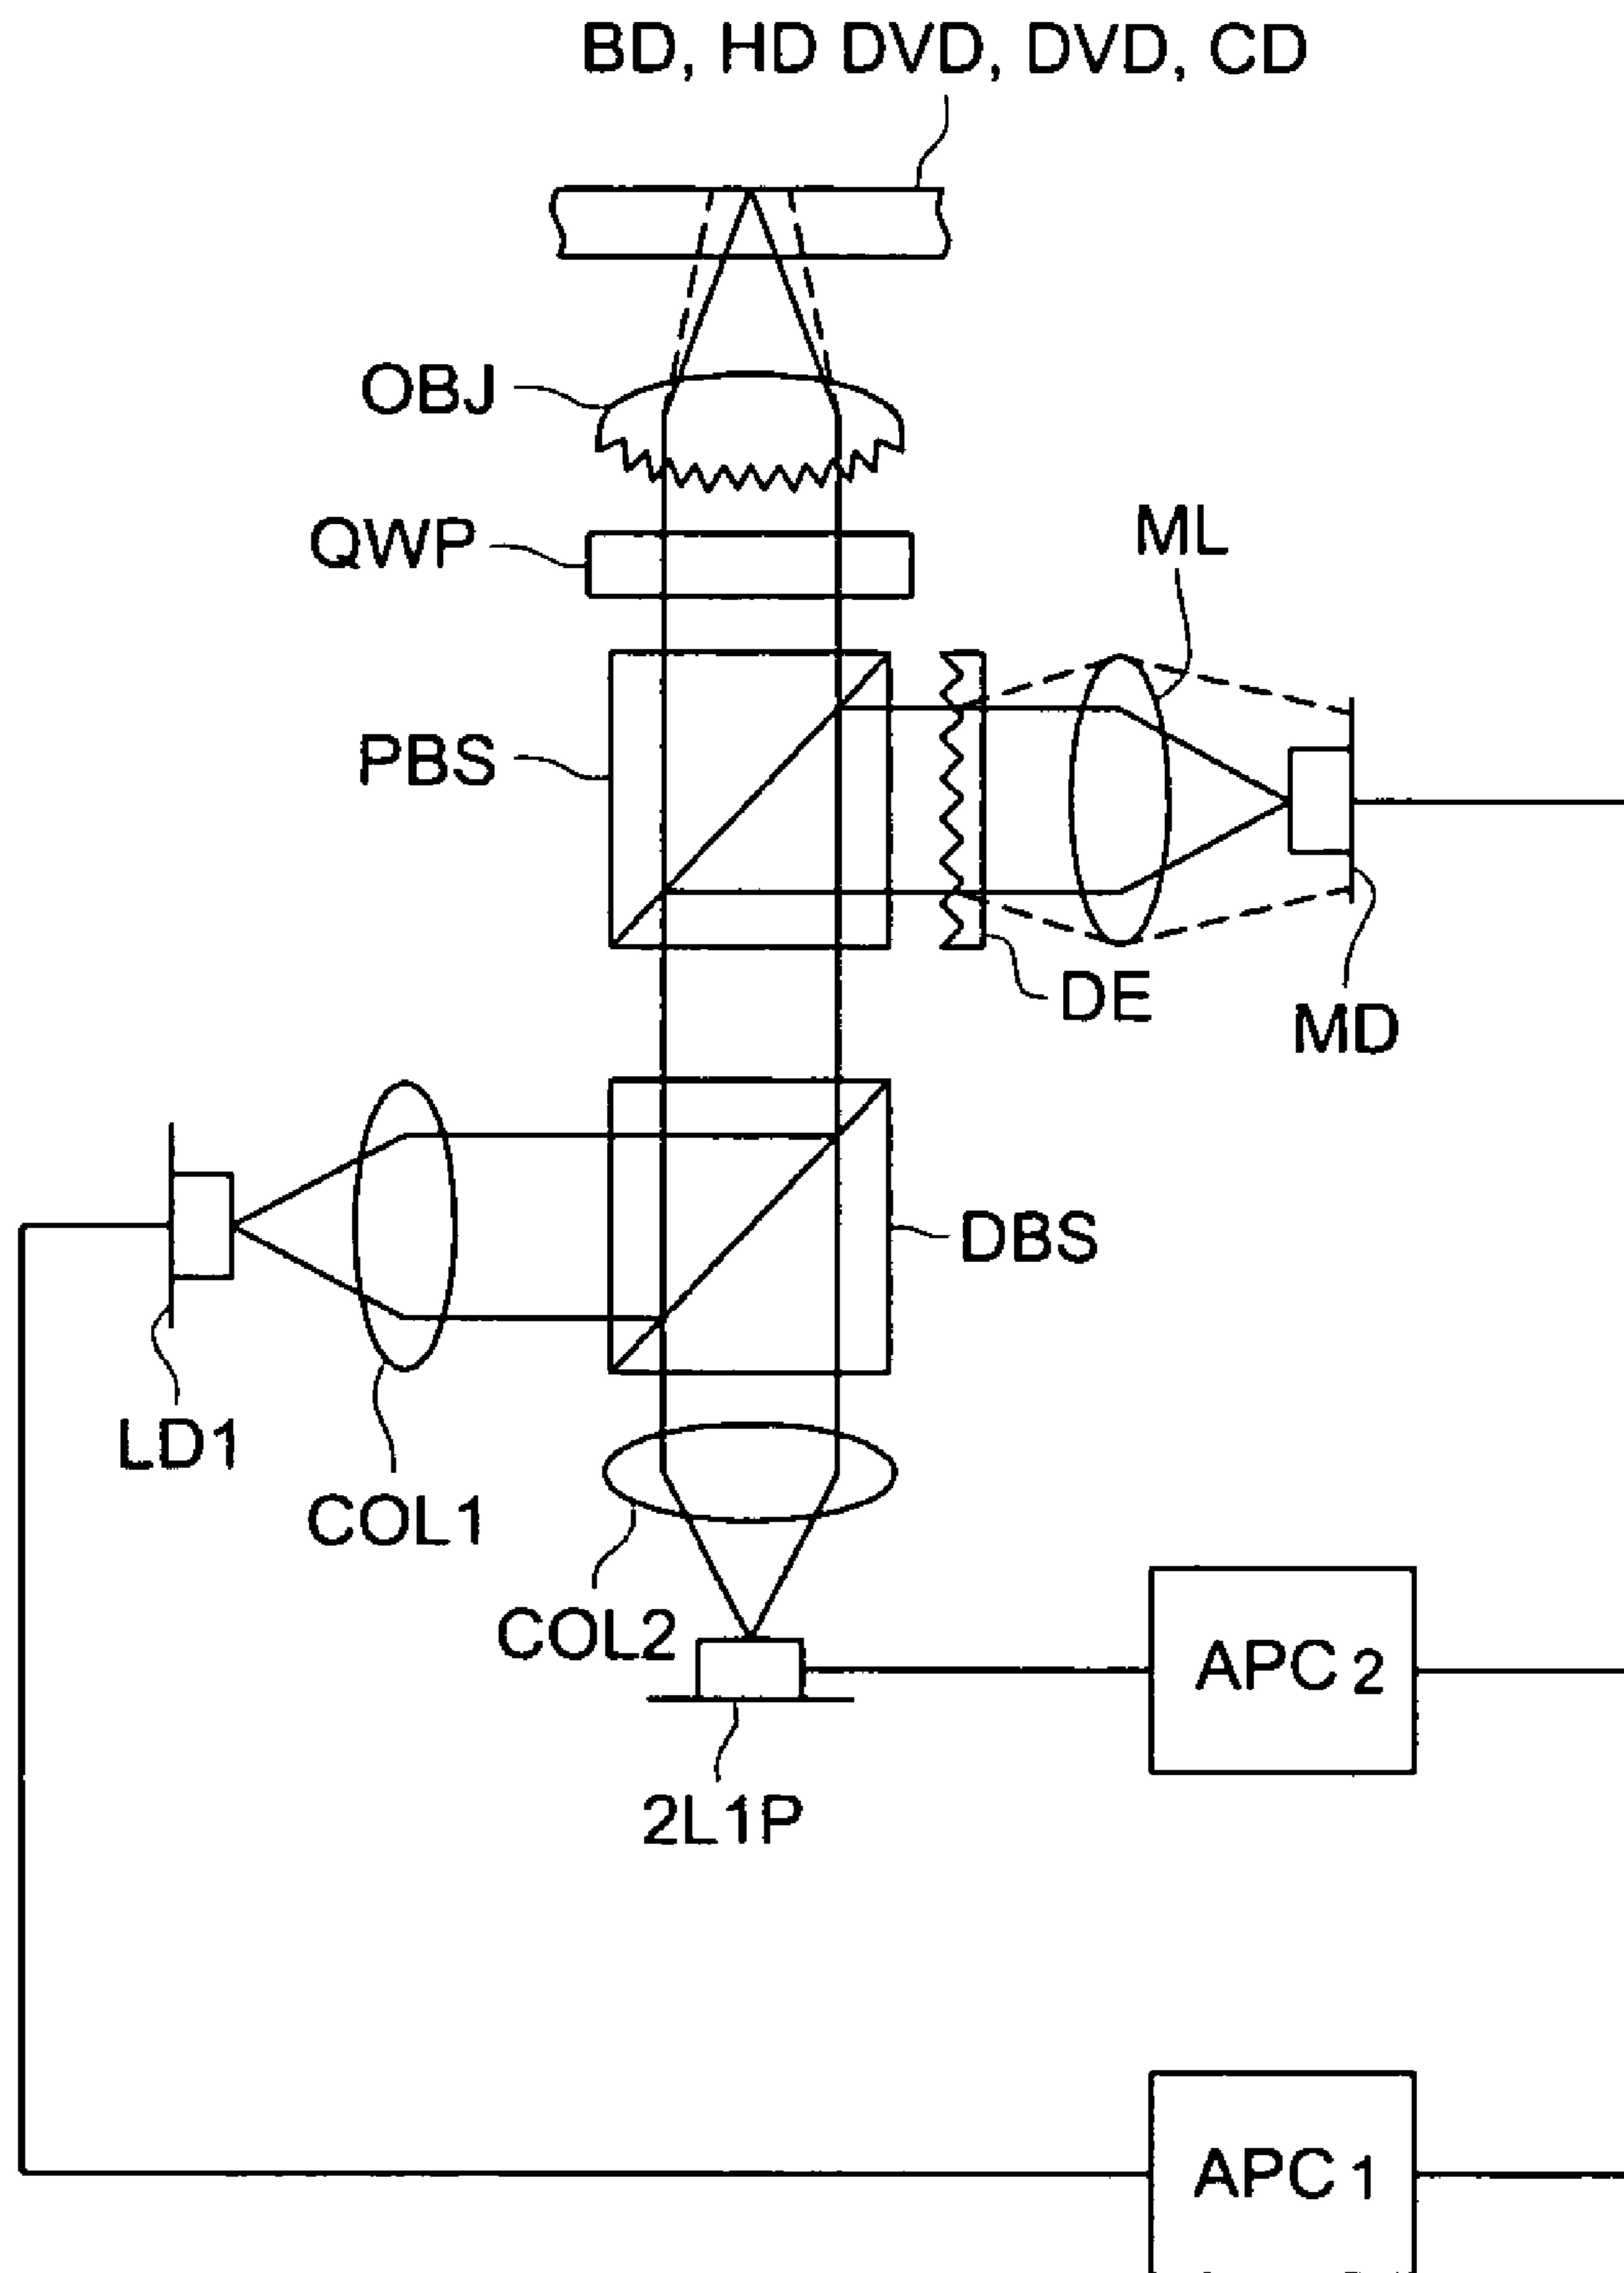 BD, HD DVD, DVD, CD
OBJ
QWP
ML
PBS
DE
MD
DBS
LD1
COL1
COL2
APC 2
2L1P
APC 1